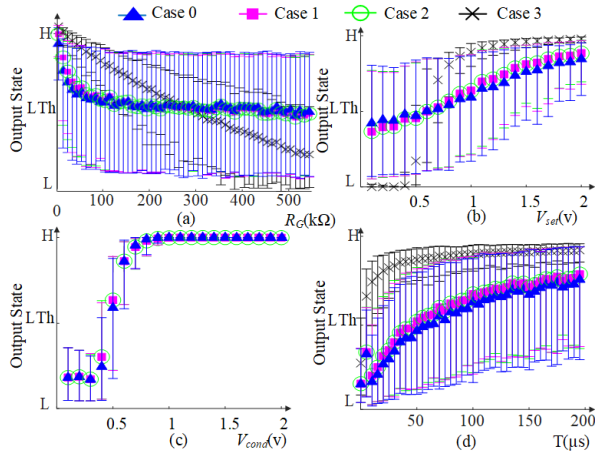 Case 0 Case 1 Case 2 Case 3
H
LTh
L
Output State
0 100 200 300 400 500
(a) R_G(kΩ)
H
LTh
L
Output State
0.5 1 1.5 2
(b) V_set(v)
H
LTh
L
Output State
0.5 1 1.5 2
(c) V_cond(v)
H
LTh
L
Output State
0 50 100 150 200
(d) T(µs)